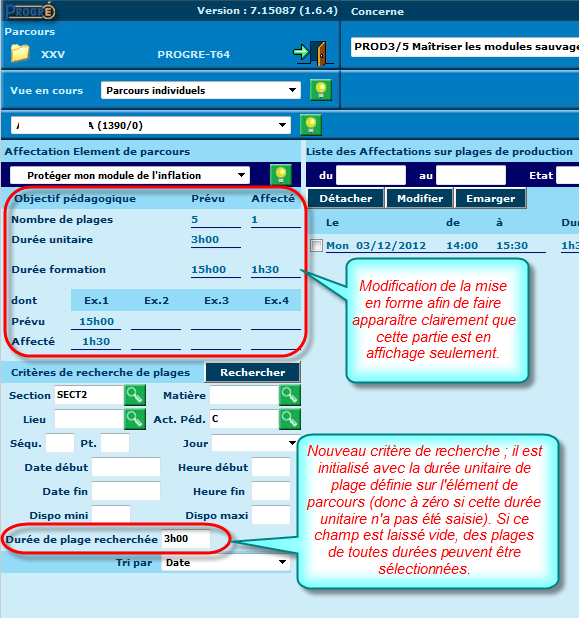 PROGRÉ
Version : 7.15087 (1.6.4)
Concerne
Parcours
XXV
PROGRE-T64
PROD3/5 Maîtriser les modules sauvage
Vue en cours
Parcours individuels
A (1390/0)
Affectation Element de parcours
Liste des Affectations sur plages de production
Protéger mon module de l'inflation
du
au
Etat
Objectif pédagogique
Prévu
Affecté
Détacher
Modifier
Emarger
Nombre de plages
5
1
Le
de
à
Durée unitaire
3h00
Mon 03/12/2012
14:00
15:30
Durée formation
15h00
1h30
dont
Ex.1
Ex.2
Ex.3
Ex.4
Prévu
15h00
Affecté
1h30
Modification de la mise
en forme afin de faire
apparaître clairement que
cette partie est en
affichage seulement.
Critères de recherche de plages
Rechercher
Section
SECT2
Matière
Lieu
Act. Péd.
C
Séqu.
Pt.
Jour
Date début
Heure début
Date fin
Heure fin
Dispo mini
Dispo maxi
Durée de plage recherchée
3h00
Tri par
Date
Nouveau critère de recherche ; il est
initialisé avec la durée unitaire de
plage définie sur l'élément de
parcours (donc à zéro si cette durée
unitaire n'a pas été saisie). Si ce
champ est laissé vide, des plages
de toutes durées peuvent être
sélectionnées.